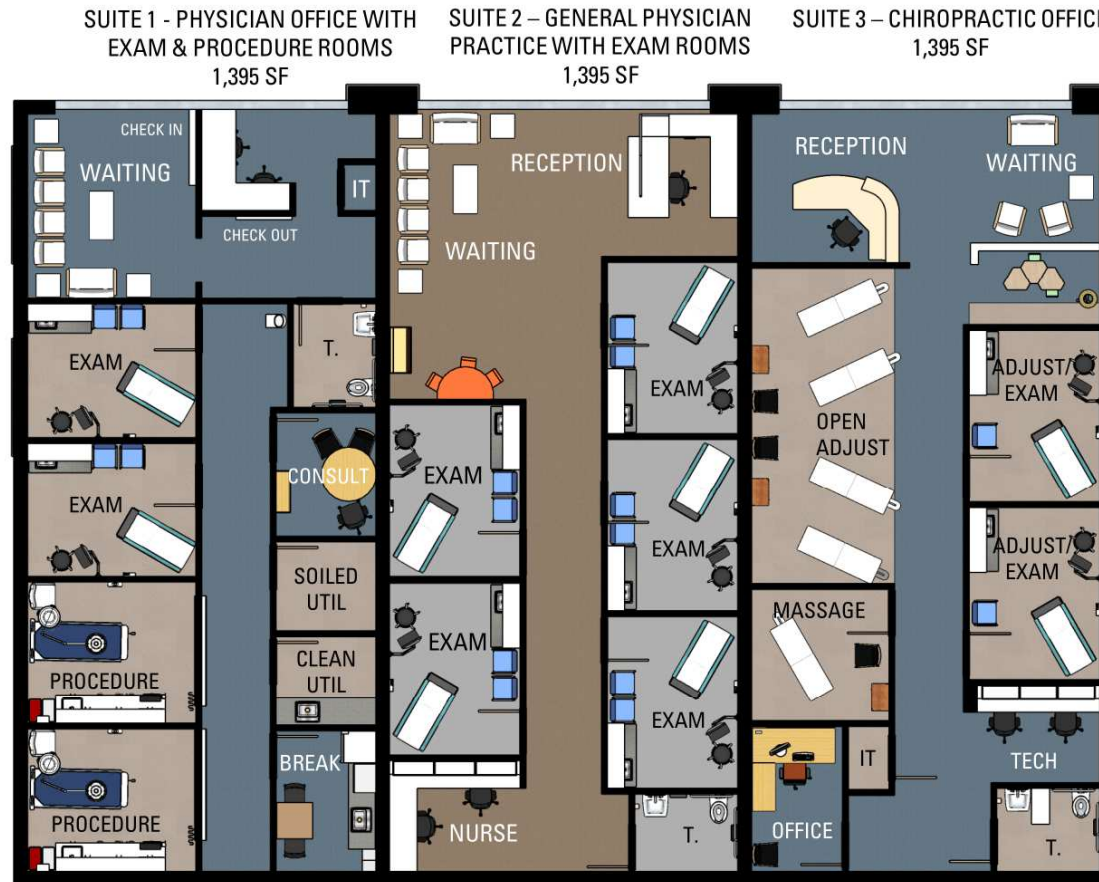 SUITE 1 - PHYSICIAN OFFICE WITH
EXAM & PROCEDURE ROOMS
1,395 SF
SUITE 2 – GENERAL PHYSICIAN
PRACTICE WITH EXAM ROOMS
1,395 SF
SUITE 3 – CHIROPRACTIC OFFICE
1,395 SF
CHECK IN
WAITING
IT
CHECK OUT
EXAM
T.
EXAM
CONSULT
SOILED
UTIL
PROCEDURE
CLEAN
UTIL
BREAK
PROCEDURE
RECEPTION
WAITING
EXAM
EXAM
EXAM
EXAM
EXAM
NURSE
T.
RECEPTION
WAITING
OPEN
ADJUST
ADJUST/
EXAM
ADJUST/
EXAM
MASSAGE
IT
TECH
OFFICE
T.